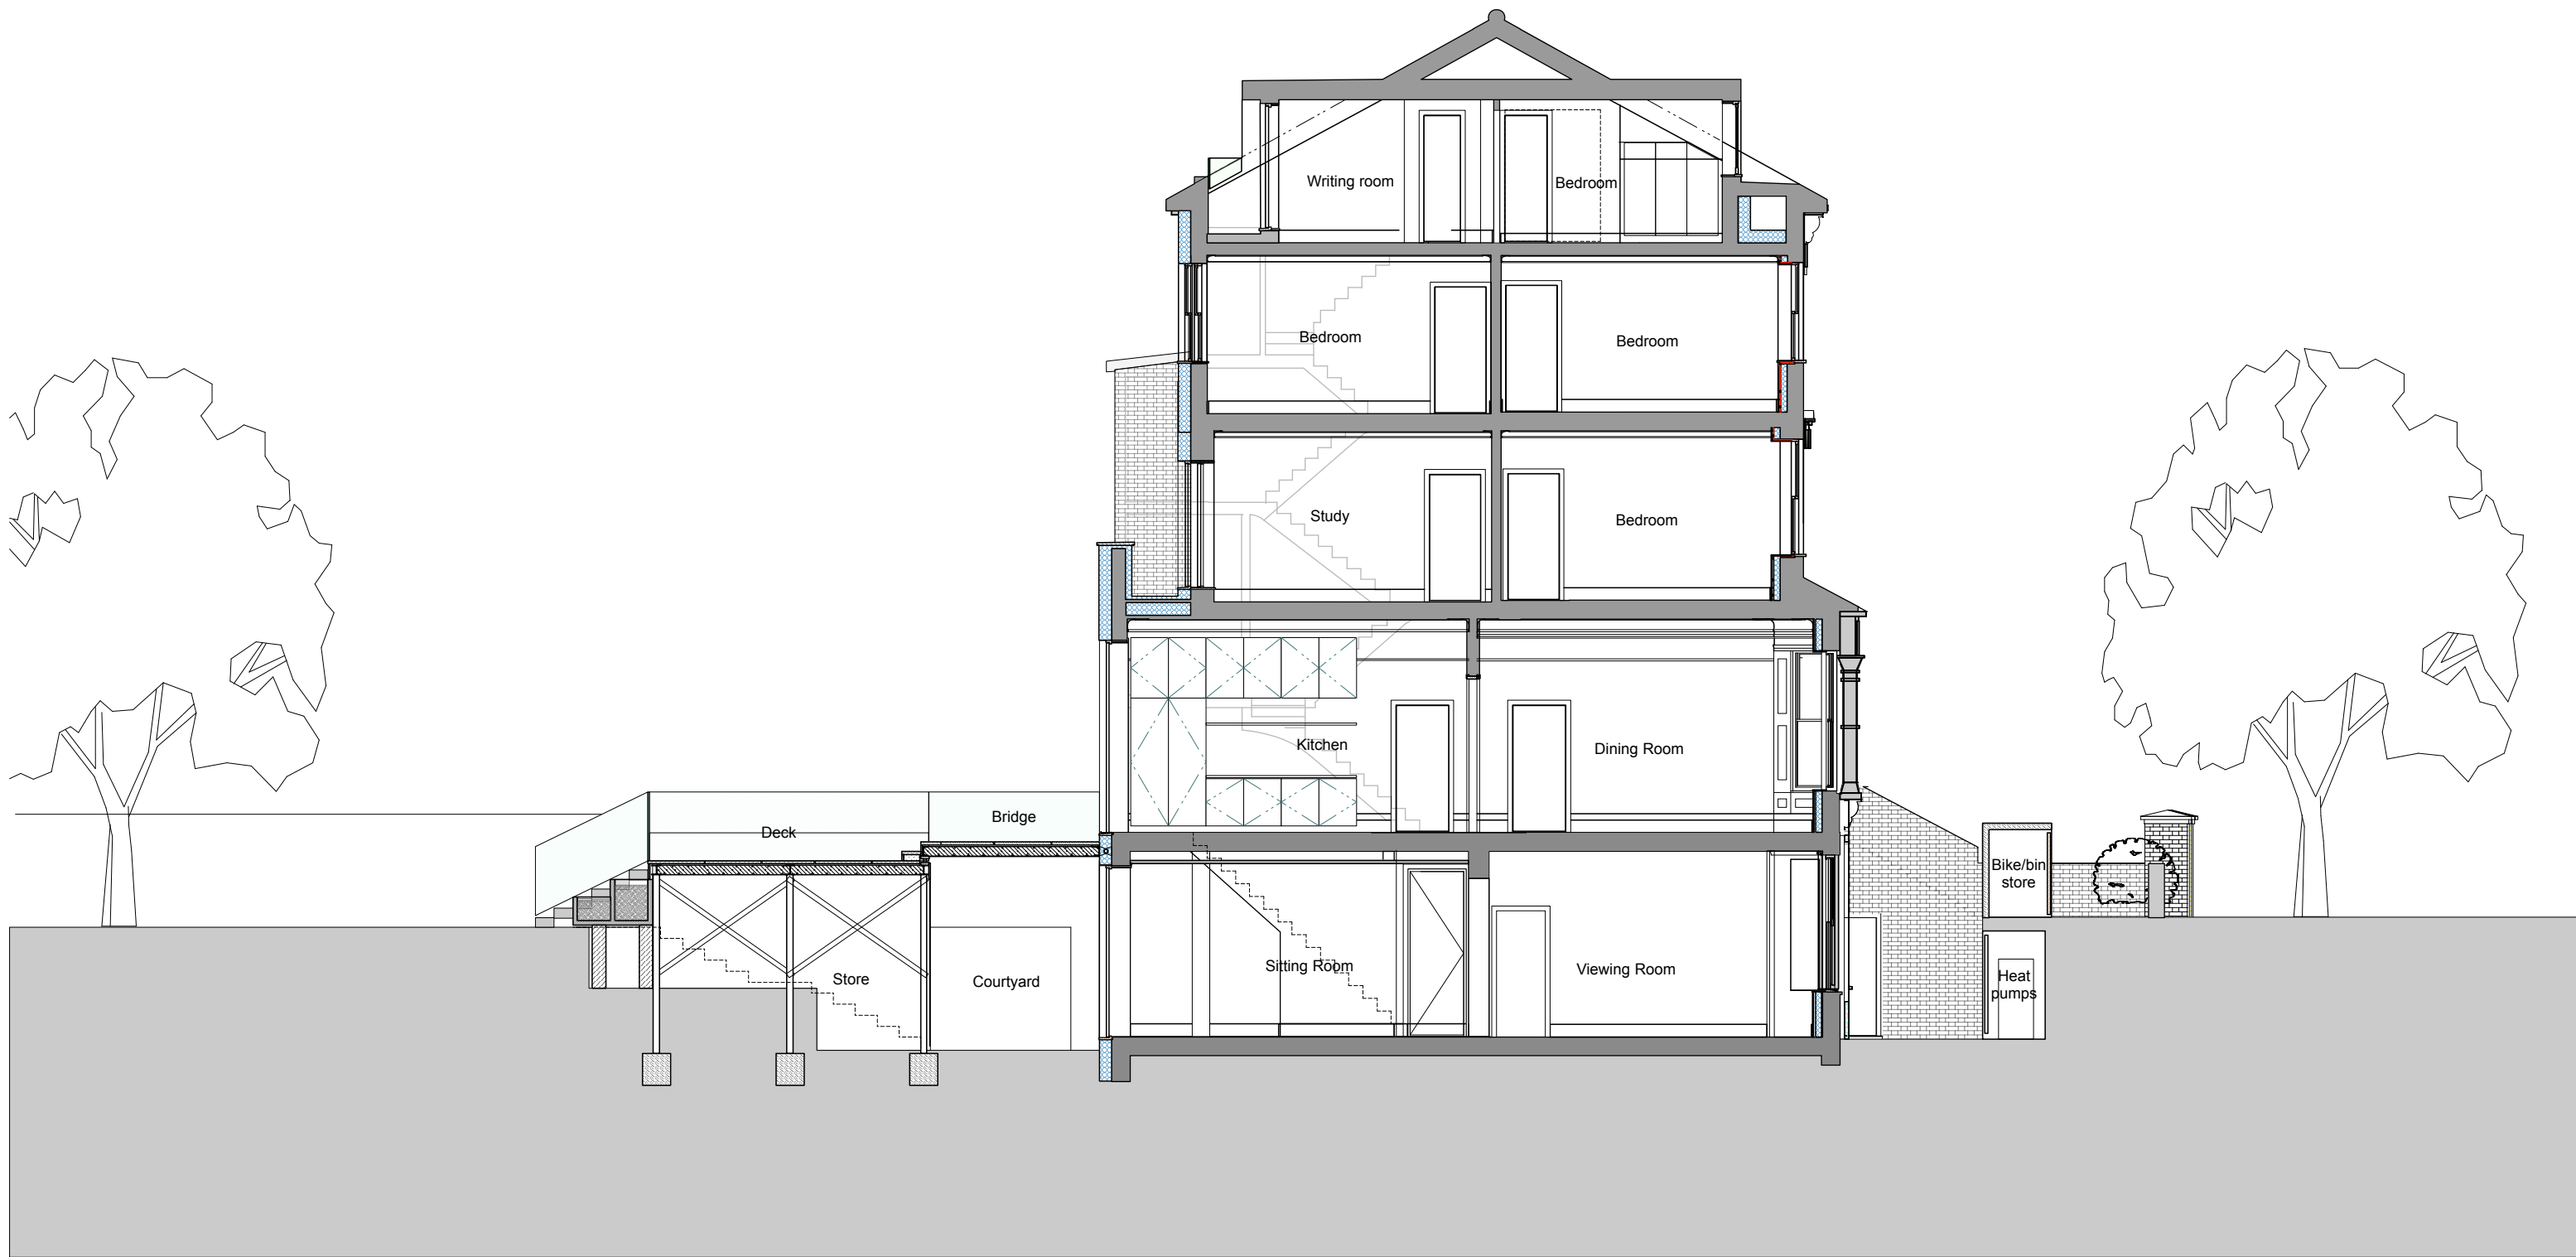 Writing room
Bedroom
Bedroom
Bedroom
Study
Bedroom
Kitchen
Dining Room
Deck
Bridge
Bike/bin
store
Store
Courtyard
Sitting Room
Viewing Room
Heat
pumps